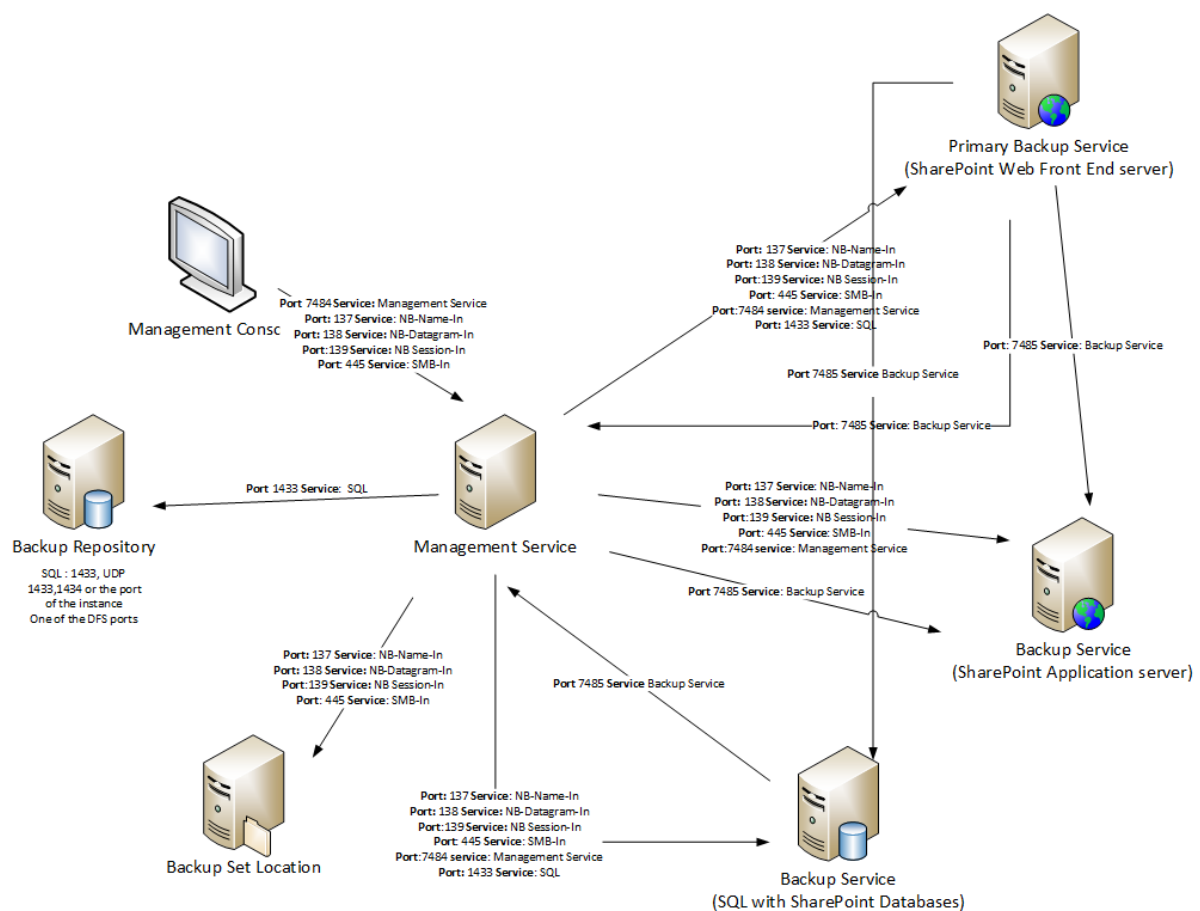 Primary Backup Service
(SharePoint Web Front End server)
Port: 137 Service: NB-Name-In
Port: 138 Service: NB-Datagram-In
Port:139 Service: NB Session-In
Port: 445 Service: SMB-In
Port:7484 service: Management Service
Port: 1433 Service: SQL
Port 7484 Service: Management Service
Port: 137 Service: NB-Name-In
Port: 138 Service: NB-Datagram-In
Port:139 Service: NB Session-In
Port: 445 Service: SMB-In
Management Consc
Port: 7485 Service: Backup Service
Port 7485 Service Backup Service
Port: 7485 Service: Backup Service
Port 1433 Service:  SQL
Backup Repository
SQL : 1433, UDP
1433,1434 or the port
of the instance
One of the DFS ports
Management Service
Port: 137 Service: NB-Name-In
Port: 138 Service: NB-Datagram-In
Port:139 Service: NB Session-In
Port: 445 Service: SMB-In
Port:7484 service: Management Service
Port 7485 Service: Backup Service
Backup Service
(SharePoint Application server)
Port: 137 Service: NB-Name-In
Port: 138 Service: NB-Datagram-In
Port:139 Service: NB Session-In
Port: 445 Service: SMB-In
Port 7485 Service Backup Service
Backup Set Location
Port: 137 Service: NB-Name-In
Port: 138 Service: NB-Datagram-In
Port:139 Service: NB Session-In
Port: 445 Service: SMB-In
Port:7484 service: Management Service
Port: 1433 Service: SQL
Backup Service
(SQL with SharePoint Databases)